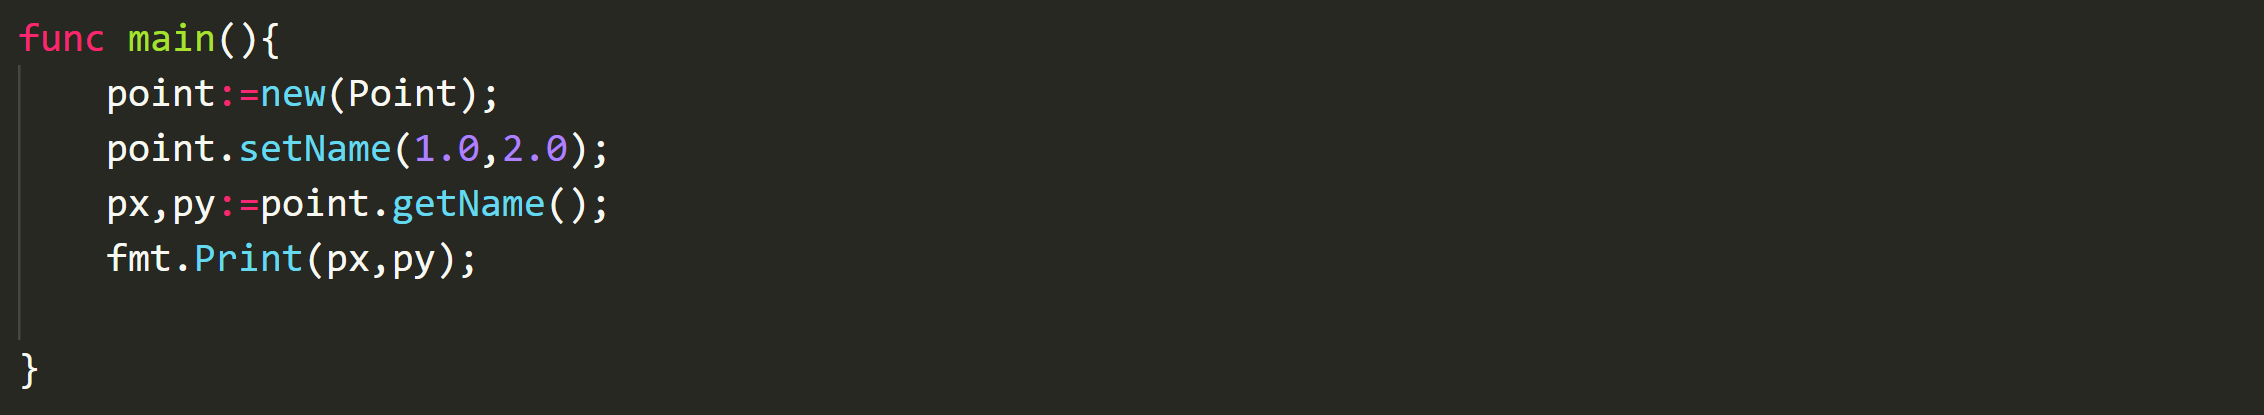 func main(){
    point:=new(Point);
    point.setName(1.0,2.0);
    px,py:=point.getName();
    fmt.Print(px,py);
}